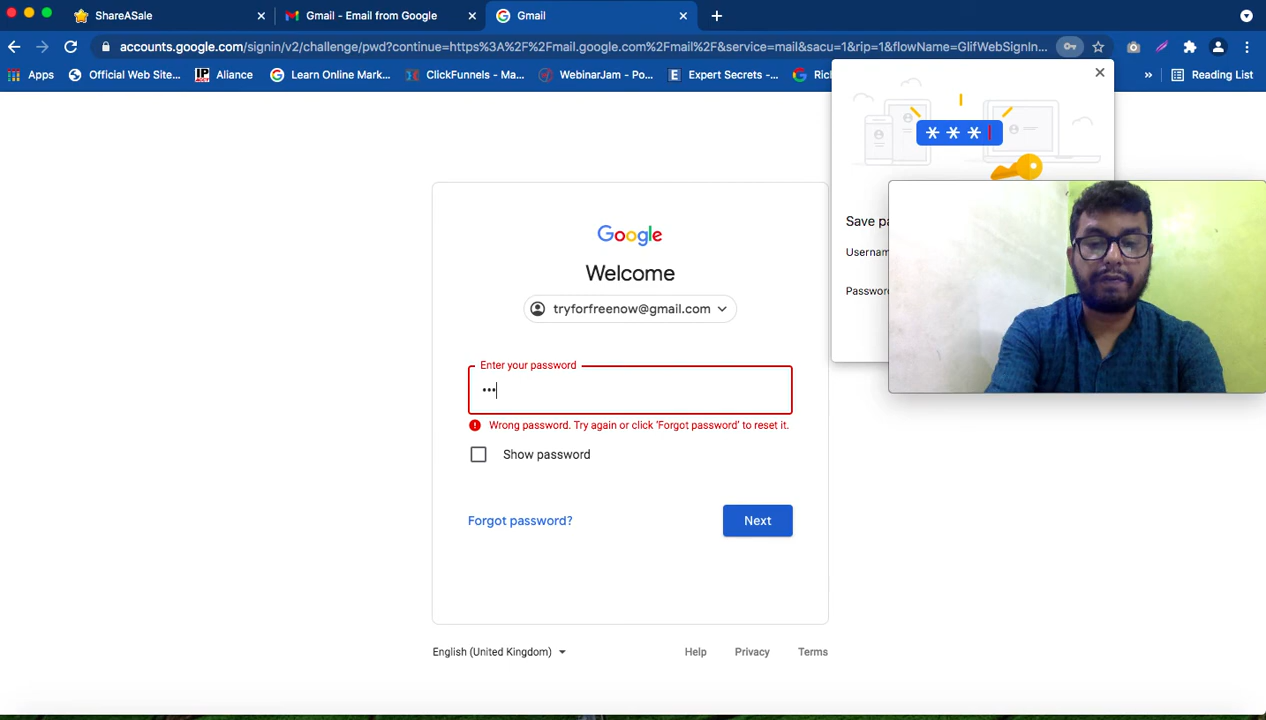 ShareASale
Gmail - Email from Google
Gmail
accounts.google.com/signin/v2/challenge/pwd?continue=https%3A%2F%2Fmail.google.com%2Fmail%2F&service=mail&sacu=1&rip=1&flowName=GlifWebSignIn...
Apps
Official Web Site...
IP ACCT
Aliance
Learn Online Mark...
ClickFunnels - Ma...
WebinarJam - Po...
E
Expert Secrets -...
Rich
»
Reading List
* * *
Save pa
Usernam
Password
Google
Welcome
tryforfreenow@gmail.com
Enter your password
•••
Wrong password. Try again or click 'Forgot password' to reset it.
Show password
Forgot password?
Next
English (United Kingdom)
Help
Privacy
Terms